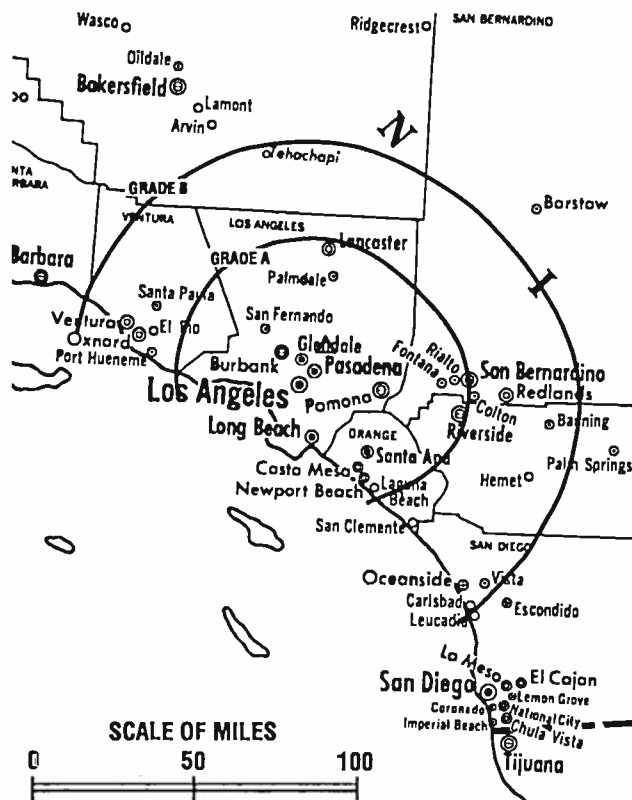 SAN BERNARDINO
Wasco
Ridgecrest
Oildale
Bakersfield
Lamont
Arvin
N
Tehachapi
NTA
RBARA
GRADE B
VENTURA
LOS ANGELES
Barstow
Lancaster
GRADE A
Barbara
Palmdale
I
Santa Paula
San Fernando
Ventura
El Rio
Oxnard
Port Hueneme
Glendale
Burbank
Pasadena
Rialto
Fontana
San Bernardino
Los Angeles
Pomona
Redlands
Colton
Long Beach
ORANGE
Riverside
Banning
Santa Ana
Palm Springs
Costa Mesa
Newport Beach
Laguna
Beach
Hemet
San Clemente
SAN DIEGO
Oceanside
Vista
Carlsbad
Leucadia
Escondido
La Mesa
El Cajon
San Diego
Lemon Grove
Coronado
National City
Imperial Beach
Chula Vista
Tijuana
SCALE OF MILES
0 50 100